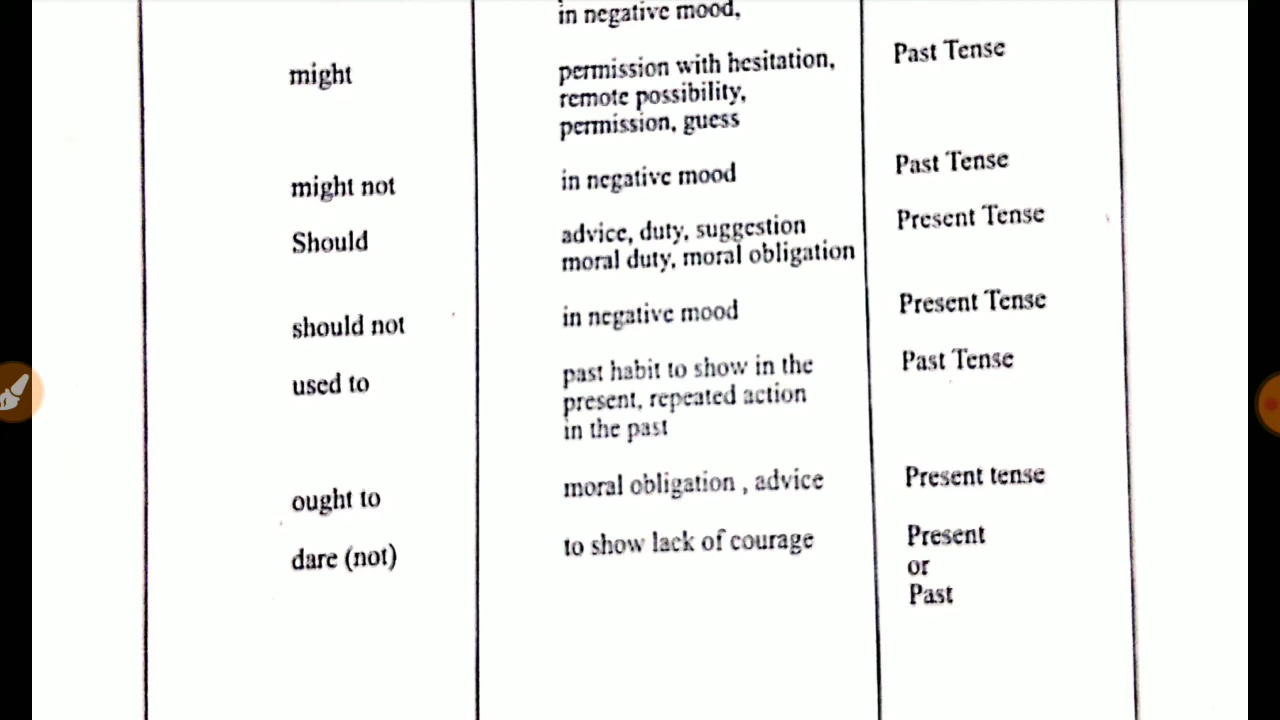 in negative mood,
might permission with hesitation, Past Tense
remote possibility,
permission, guess
might not in negative mood Past Tense
Should advice, duty, suggestion Present Tense
moral duty, moral obligation
should not in negative mood Present Tense
used to past habit to show in the Past Tense
present, repeated action
in the past
ought to moral obligation , advice Present tense
dare (not) to show lack of courage Present
or
Past